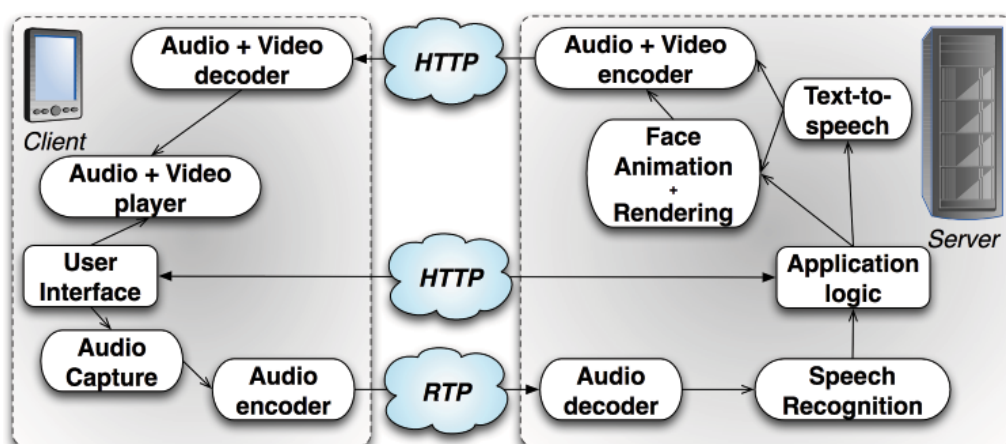 Audio + Video
decoder
HTTP
Audio + Video
encoder
Text-to-
speech
Client
Face
Animation
+
Rendering
Audio + Video
player
Server
User
Interface
HTTP
Application
logic
Audio
Capture
Audio
encoder
RTP
Audio
decoder
Speech
Recognition